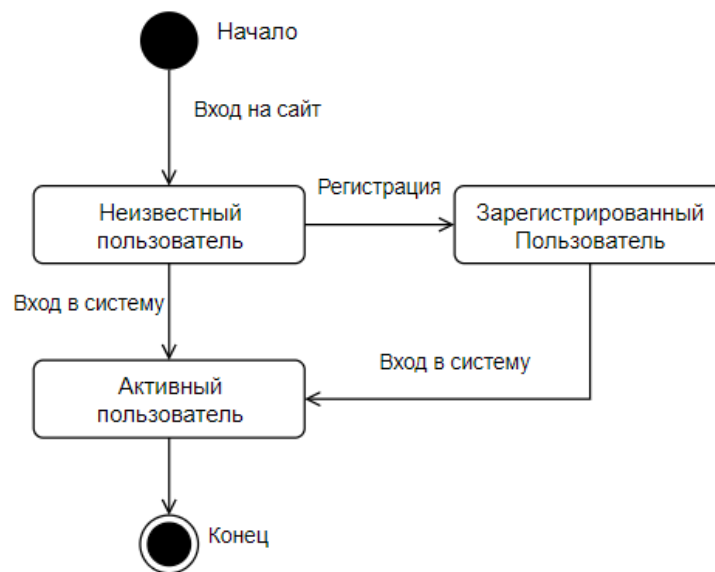 Начало
Вход на сайт
Регистрация
Неизвестный
пользователь
Зарегистрированный
Пользователь
Вход в систему
Вход в систему
Активный
пользователь
Конец